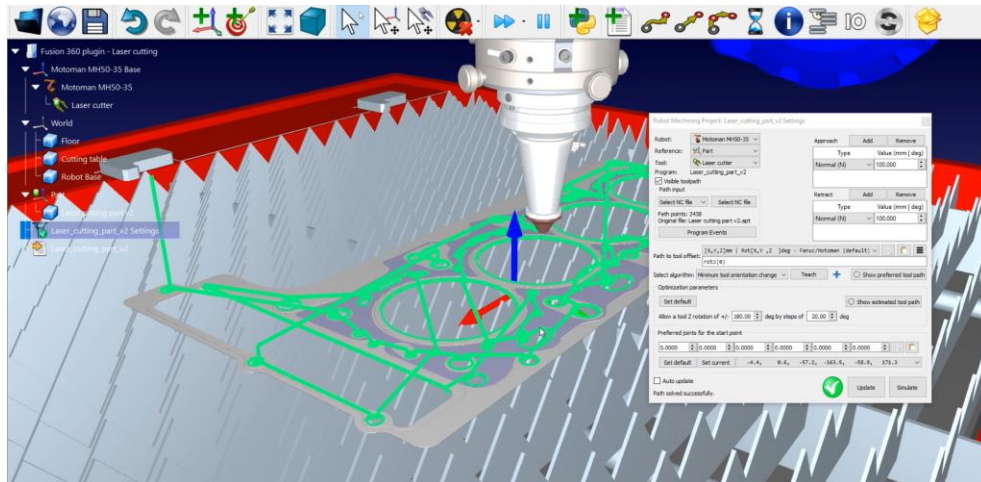 IO
Fusion 360 plugin - Laser cutting
Motoman MH50-35 Base
Motoman MH50-35
Laser cutter
World
Floor
Cutting table
Robot Base
Laser_cutting_part_v2 Settings
Laser_cutting_part_v2
Robot Machining Project: Laser_cutting_part_v2 Settings
Robot: Motoman MH50-35
Reference: Part
Tool: Laser cutter
Program: Laser_cutting_part_v2
Visible toolpath
Path input
Select NC file Select NC file
Path points: 2438
Original file: Laser cutting part v2.apt
Program Events
Approach Add Remove
Type Value (mm | deg)
Normal (N) 100.000
Retract Add Remove
Type Value (mm | deg)
Normal (N) 100.000
Path to tool offset: [X,Y,Z]mm | Rot[X,Y ,Z ]deg - Fanuc/Motoman (default)
rotz(0)
Select algorithm: Minimum tool orientation change Teach Show preferred tool path
Optimization parameters
Set default Show estimated tool path
Allow a tool Z rotation of +/- 180.00 deg by steps of 20.00 deg
Preferred joints for the start point
0.0000 0.0000 0.0000 0.0000 0.0000 0.0000
Set default Set current -4.4, -57.2, -163.5, 171.3
Auto update
Path solved successfully. Update Simulate